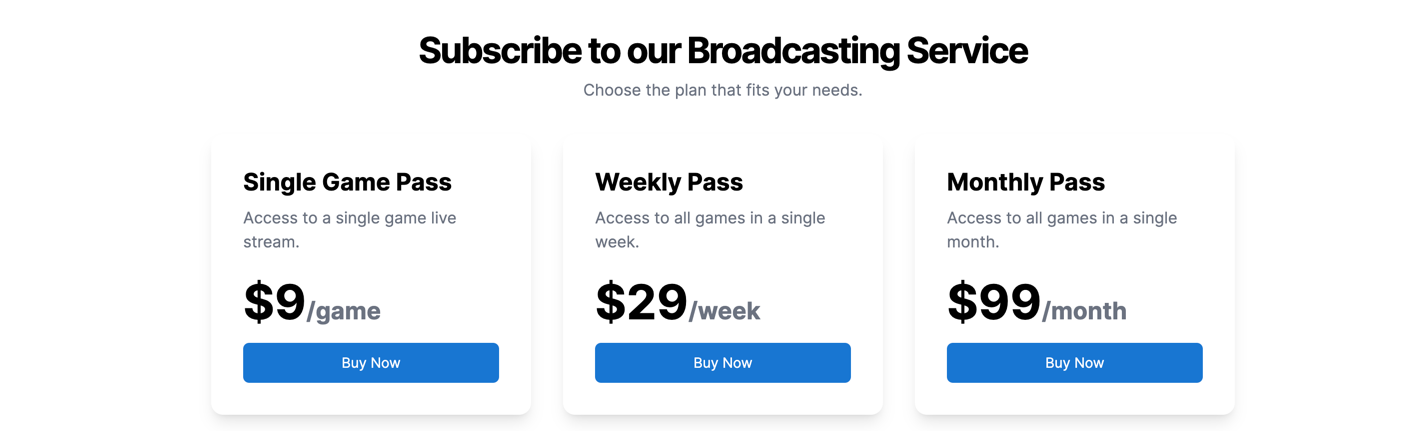 Subscribe to our Broadcasting Service
Choose the plan that fits your needs.
Single Game Pass
Access to a single game live
stream.
$9/game
Buy Now
Weekly Pass
Access to all games in a single
week.
$29/week
Buy Now
Monthly Pass
Access to all games in a single
month.
$99/month
Buy Now